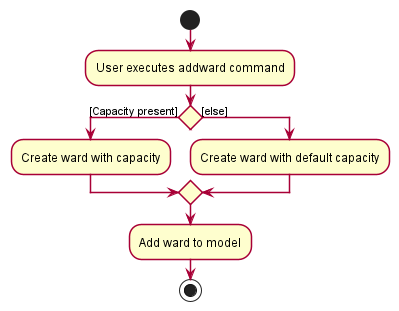 User executes addward command
[Capacity present]
[else]
Create ward with capacity
Create ward with default capacity
Add ward to model